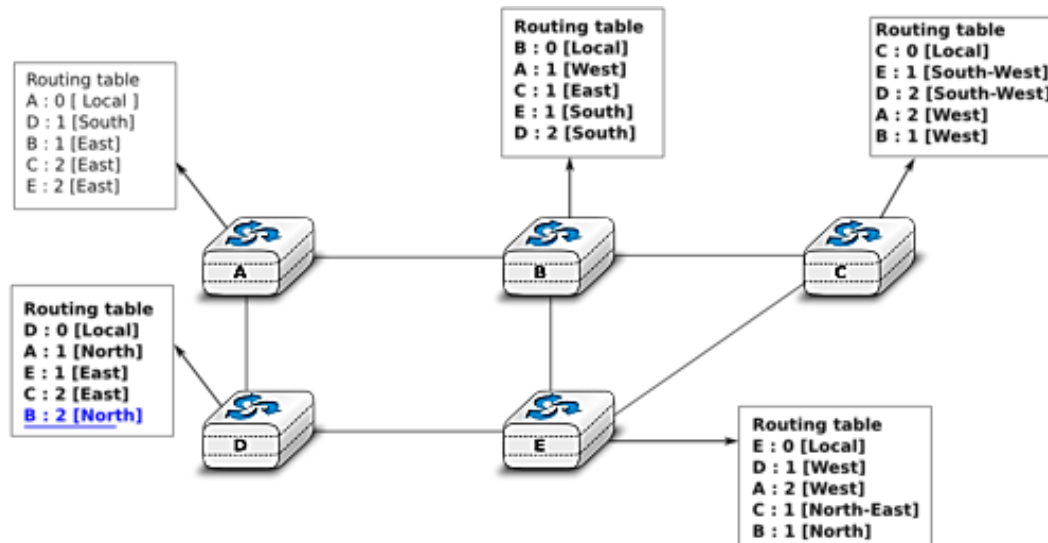 Routing table
A : 0 [ Local ]
D : 1 [South]
B : 1 [East]
C : 2 [East]
E : 2 [East]
Routing table
B : 0 [Local]
A : 1 [West]
C : 1 [East]
E : 1 [South]
D : 2 [South]
Routing table
C : 0 [Local]
E : 1 [South-West]
D : 2 [South-West]
A : 2 [West]
B : 1 [West]
A
B
C
Routing table
D : 0 [Local]
A : 1 [North]
E : 1 [East]
C : 2 [East]
B : 2 [North]
D
E
Routing table
E : 0 [Local]
D : 1 [West]
A : 2 [West]
C : 1 [North-East]
B : 1 [North]